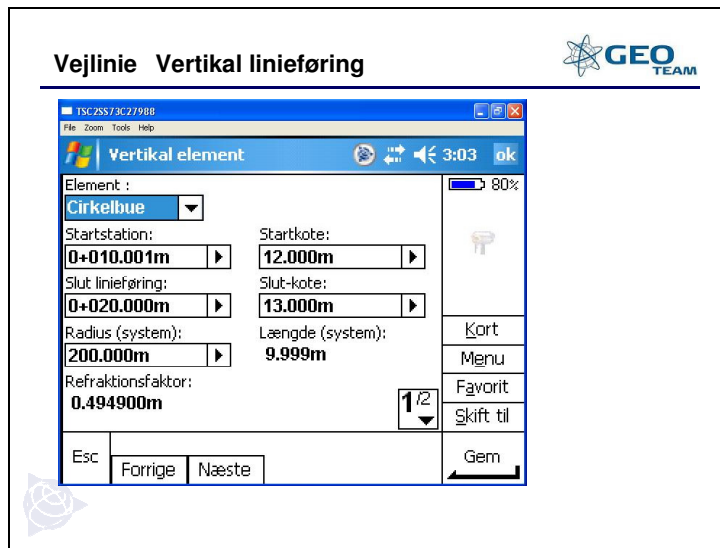 Vejlinie Vertikal linieføring
GEO
TEAM
TSC2SS73C27988
File Zoom Tools Help
Vertikal element 3:03 ok
Element :
80%
Cirkelbue
Startstation: Startkote:
0+010.001m 12.000m
Slut linieføring: Slut-kote:
0+020.000m 13.000m
Radius (system): Længde (system):
200.000m 9.999m
Refraktionsfaktor:
0.494900m
1/2
Kort
Menu
Favorit
Skift til
Esc Forrige Næste Gem